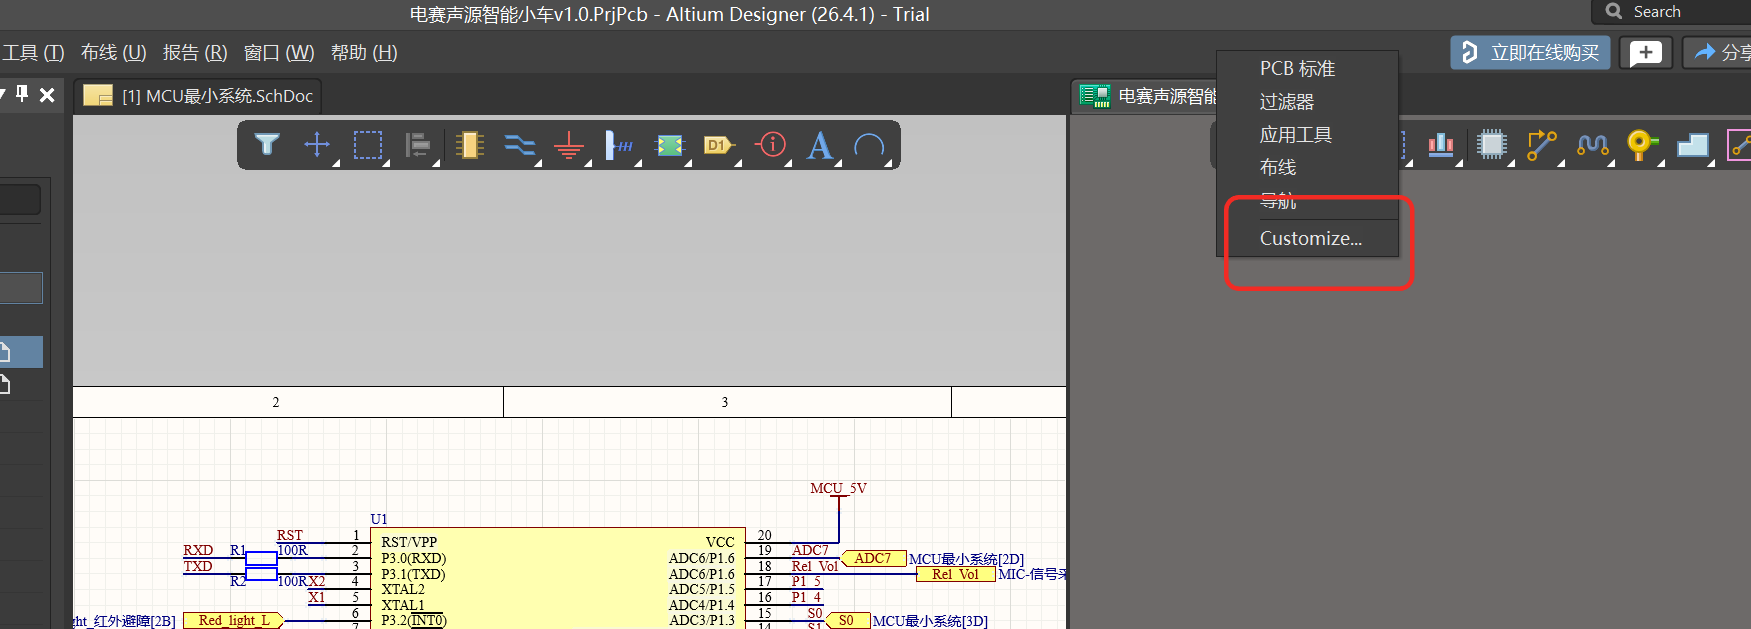 电赛声源智能小车v1.0.PrjPcb - Altium Designer (26.4.1) - Trial
Search
工具 (T) 布线 (U) 报告 (R) 窗口 (W) 帮助 (H)
立即在线购买
分享
[1] MCU最小系统.SchDoc
电赛声源智能
PCB 标准
过滤器
应用工具
布线
导航
Customize...
D1
A
2
3
MCU_5V
U1
RST
1
RST/VPP
VCC
20
RXD
R1
100R
2
P3.0(RXD)
ADC6/P1.6
19
ADC7
ADC7
MCU最小系统[2D]
TXD
3
P3.1(TXD)
ADC6/P1.6
18
Rel_Vol
Rel_Vol
MIC-信号采
R2
100R
X2
4
XTAL2
ADC5/P1.5
17
P1_5
X1
5
XTAL1
ADC4/P1.4
16
P1_4
ht_红外避障[2B]
Red_light_L
6
P3.2(INT0)
ADC3/P1.3
15
S0
S0
MCU最小系统[3D]
7
14
S1